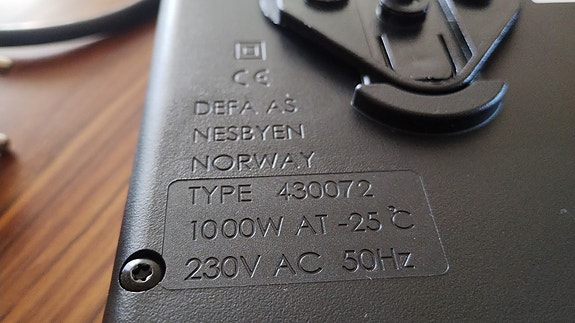 CE
DEFA AS
NESBYEN
NORWAY
TYPE 430072
1000W AT -25°C
230V AC 50Hz